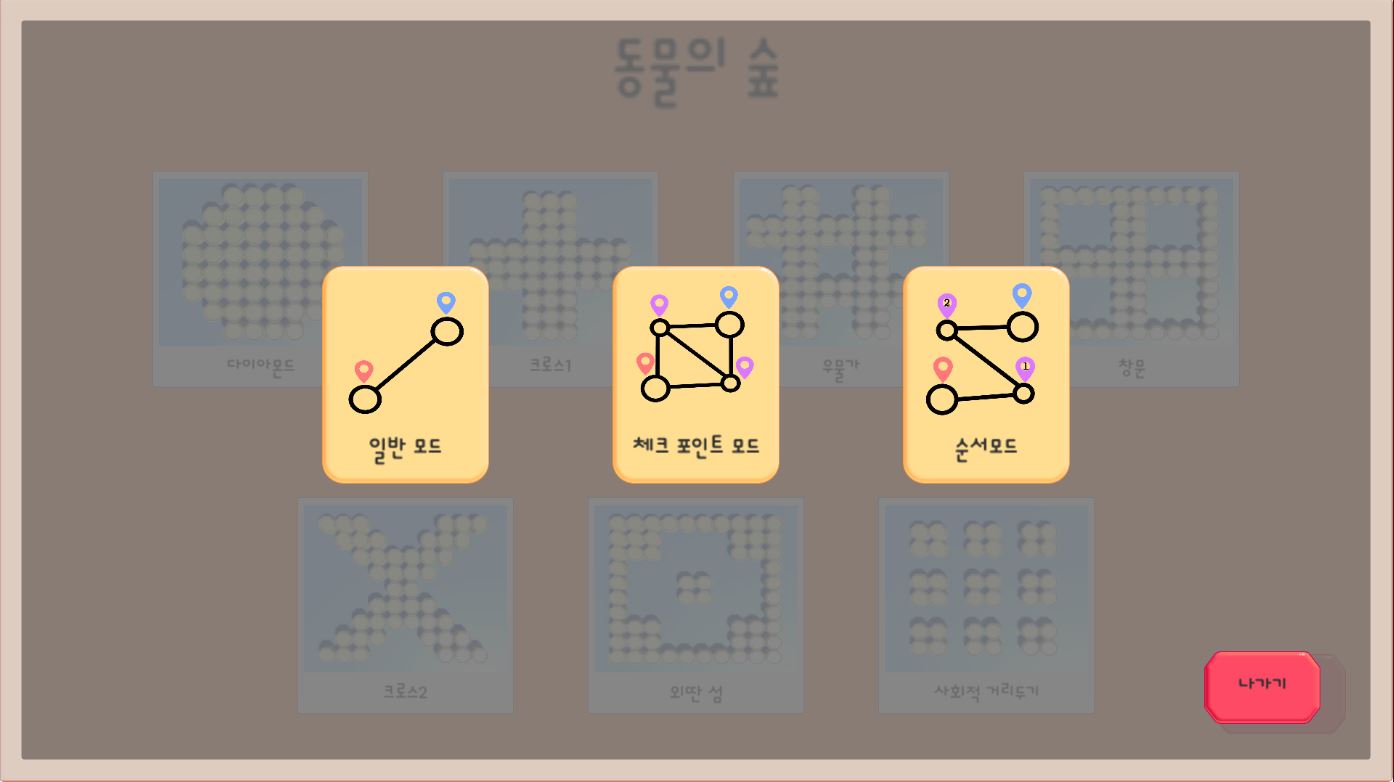 동물의 숲
다이아몬드
크로스1
우물가
창문
2
1
일반 모드
체크 포인트 모드
순서모드
크로스2
외딴 섬
사회적 거리두기
나가기